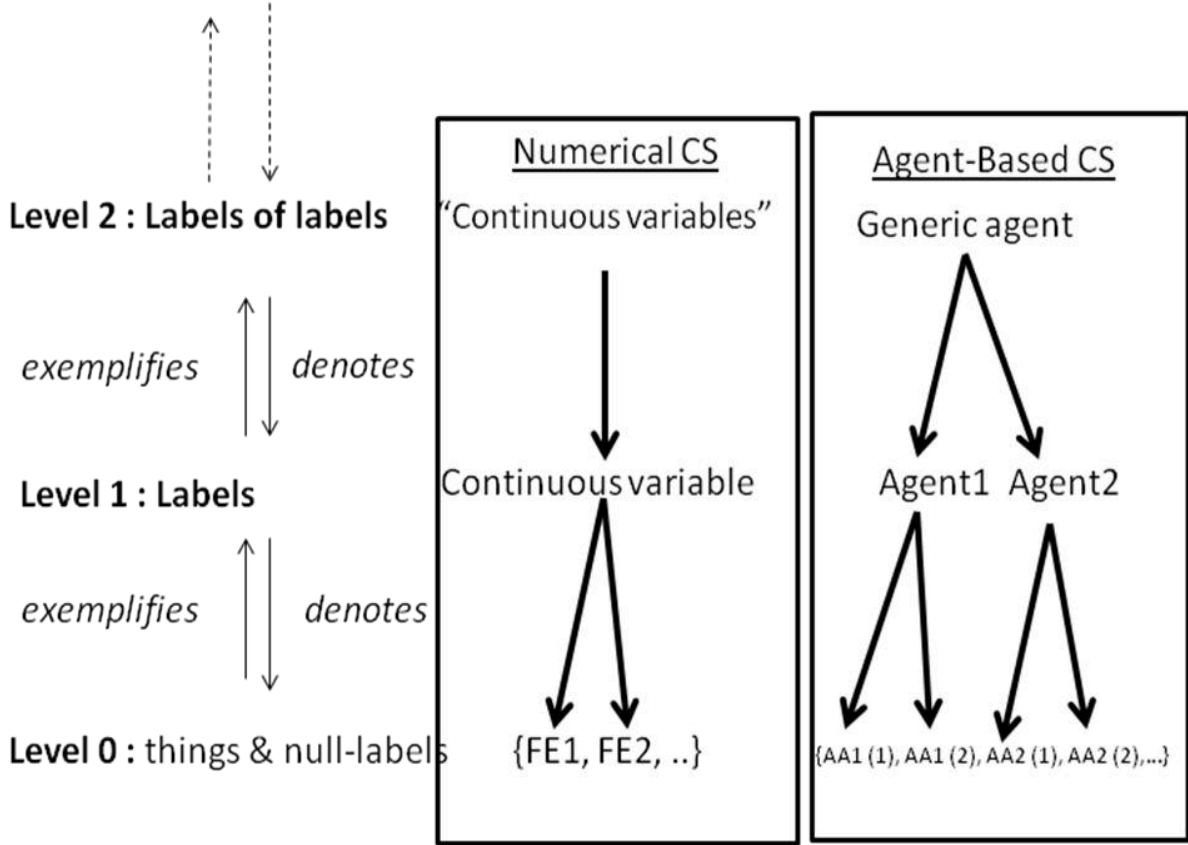 Numerical CS
Agent-Based CS
Level 2 : Labels of labels
“Continuous variables”
Generic agent
exemplifies
denotes
Level 1 : Labels
Continuous variable
Agent1 Agent2
exemplifies
denotes
Level 0 : things & null-labels
{FE1, FE2, ..}
{AA1 (1), AA1 (2), AA2 (1), AA2 (2),...}